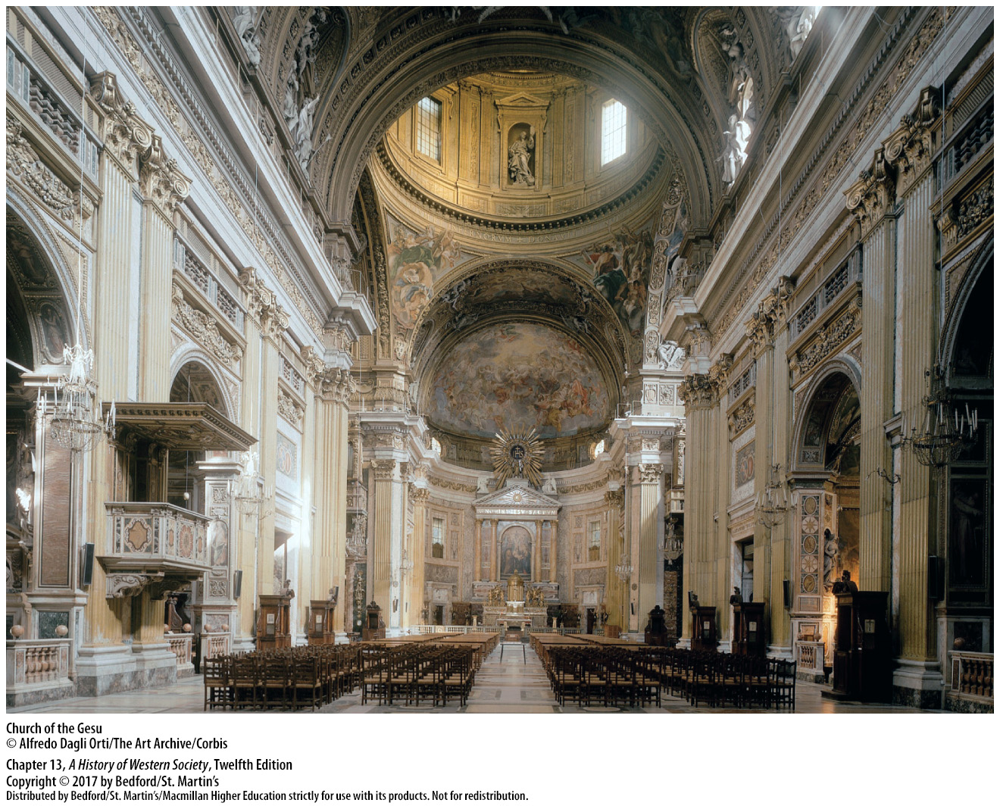 IHS
Church of the Gesu
© Alfredo Dagli Orti/The Art Archive/Corbis
Chapter 13, A History of Western Society, Twelfth Edition
Copyright © 2017 by Bedford/St. Martin’s
Distributed by Bedford/St. Martin’s/Macmillan Higher Education strictly for use with its products. Not for redistribution.